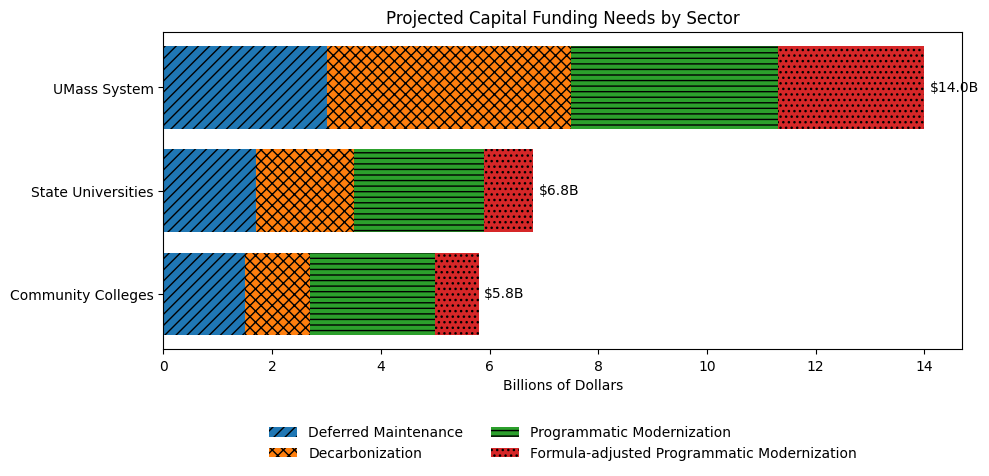 Projected Capital Funding Needs by Sector
UMass System
$14.0B
State Universities
$6.8B
Community Colleges
$5.8B
0 2 4 6 8 10 12 14
Billions of Dollars
Deferred Maintenance
Decarbonization
Programmatic Modernization
Formula-adjusted Programmatic Modernization